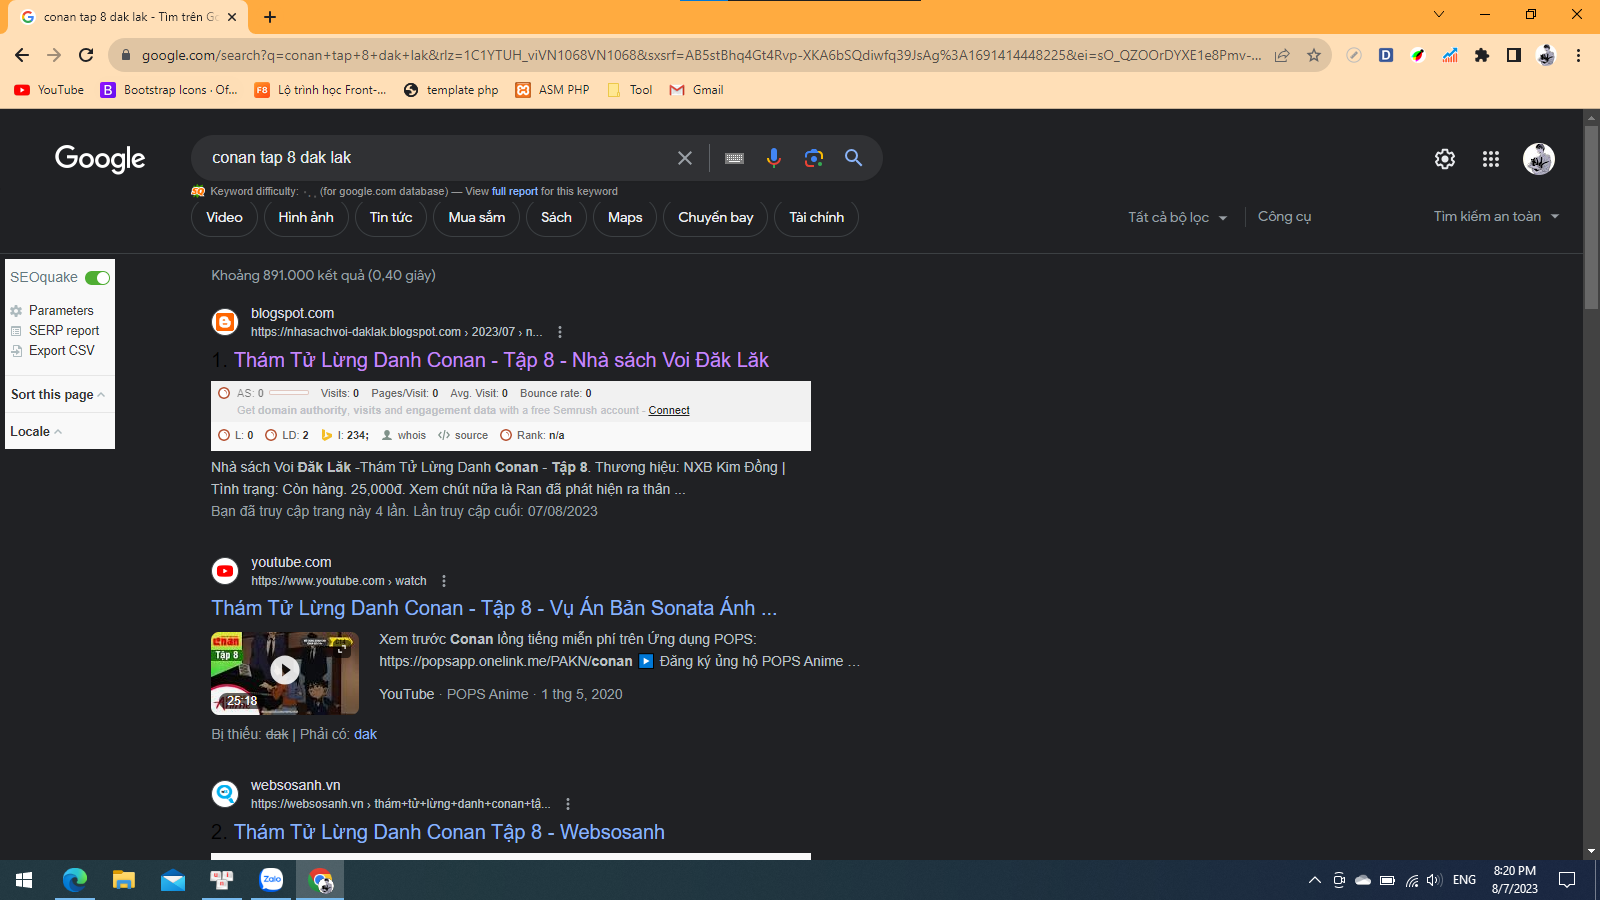 conan tap 8 dak lak - Tìm trên Go
google.com/search?q=conan+tap+8+dak+lak&rlz=1C1YTUH_viVN1068VN1068&sxsrf=AB5stBhq4Gt4Rvp-XKA6bSQdiwfq39JsAg%3A1691414448225&ei=sO_QZOOrDYXE1e8Pmv-...
YouTube
Bootstrap Icons · Of...
Lộ trình học Front-...
template php
ASM PHP
Tool
Gmail
Google
conan tap 8 dak lak
Keyword difficulty: (for google.com database) — View full report for this keyword
Video Hình ảnh Tin tức Mua sắm Sách Maps Chuyến bay Tài chính
Tất cả bộ lọc Công cụ Tìm kiếm an toàn
SEOquake
Parameters
SERP report
Export CSV
Sort this page
Locale
Khoảng 891.000 kết quả (0,40 giây)
blogspot.com
https://nhasachvoi-daklak.blogspot.com › 2023/07 › n...
1. Thám Tử Lừng Danh Conan - Tập 8 - Nhà sách Voi Đăk Lăk
AS: 0 Visits: 0 Pages/Visit: 0 Avg. Visit: 0 Bounce rate: 0
Get domain authority, visits and engagement data with a free Semrush account - Connect
L: 0 LD: 2 I: 234; whois </> source Rank: n/a
Nhà sách Voi Đăk Lăk -Thám Tử Lừng Danh Conan - Tập 8. Thương hiệu: NXB Kim Đồng |
Tình trạng: Còn hàng. 25,000đ. Xem chút nữa là Ran đã phát hiện ra thân ...
Bạn đã truy cập trang này 4 lần. Lần truy cập cuối: 07/08/2023
youtube.com
https://www.youtube.com › watch
Thám Tử Lừng Danh Conan - Tập 8 - Vụ Án Bản Sonata Ánh ...
Tập 8
25:18
Xem trước Conan lồng tiếng miễn phí trên Ứng dụng POPS:
https://popsapp.onelink.me/PAKN/conan ▶ Đăng ký ủng hộ POPS Anime ...
YouTube · POPS Anime · 1 thg 5, 2020
Bị thiếu: dak | Phải có: dak
websosanh.vn
https://websosanh.vn › thám+tử+lừng+danh+conan+tậ...
2. Thám Tử Lừng Danh Conan Tập 8 - Websosanh
Zalo
ENG
8:20 PM
8/7/2023